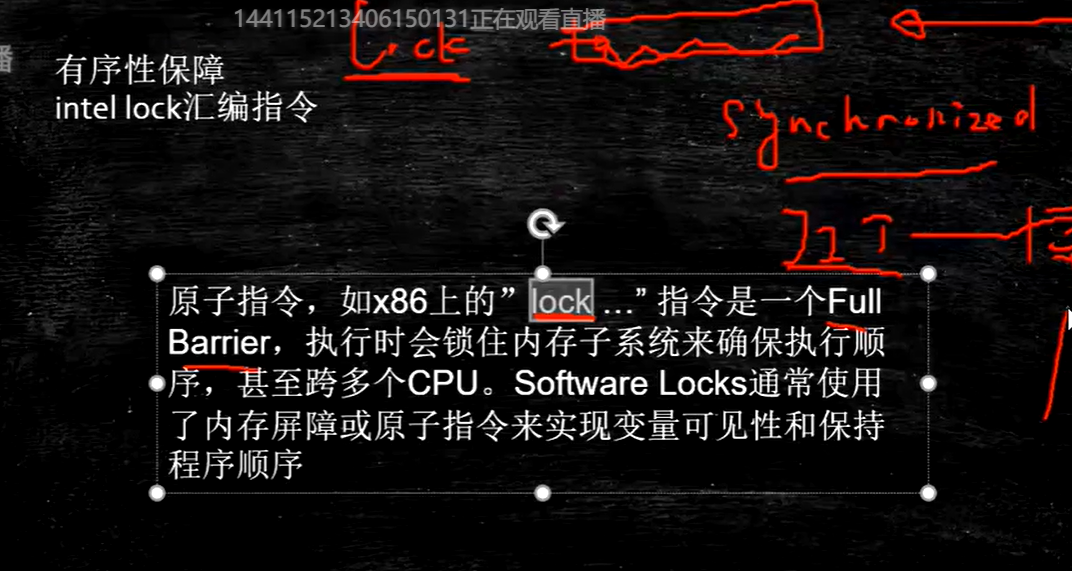 144115213406150131正在观看直播
播
Lock
有序性保障
intel lock汇编指令
synchronized
JIT
原子指令，如x86上的”lock …” 指令是一个Full
Barrier，执行时会锁住内存子系统来确保执行顺
序，甚至跨多个CPU。Software Locks通常使用
了内存屏障或原子指令来实现变量可见性和保持
程序顺序